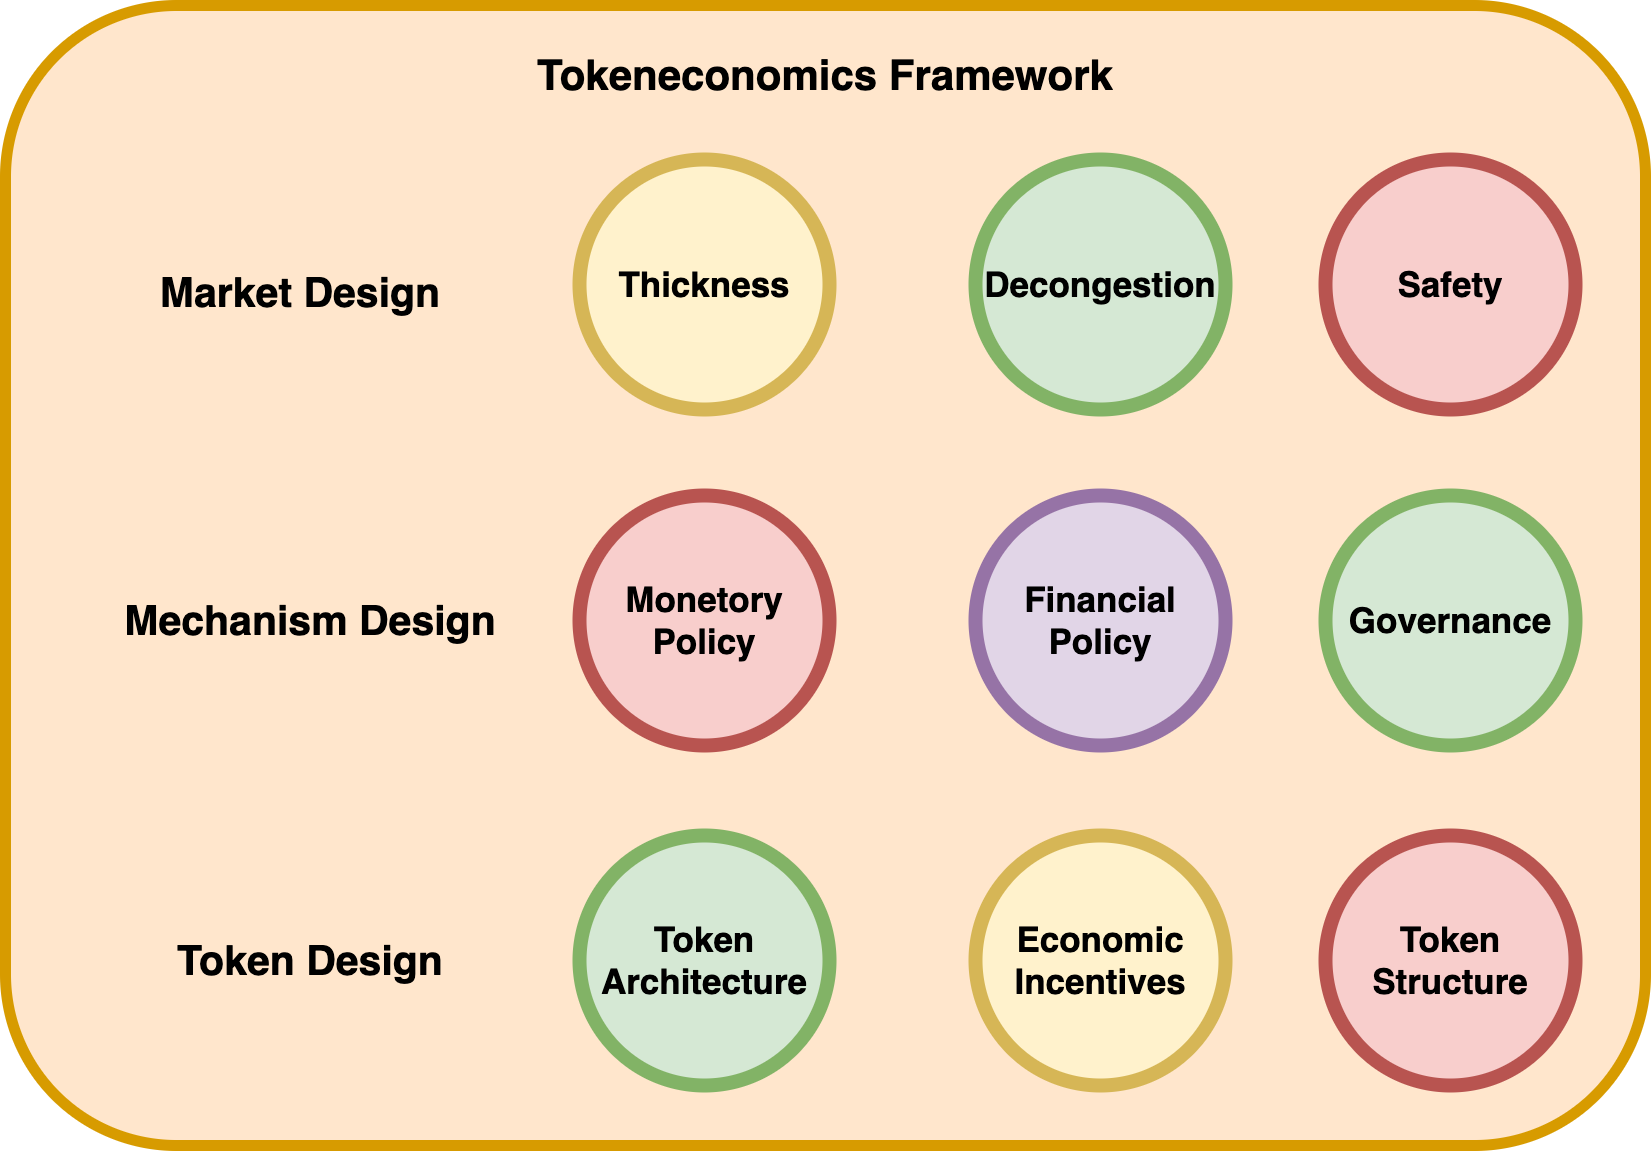 Tokeneconomics Framework
Market Design
Thickness
Decongestion
Safety
Mechanism Design
Monetory
Policy
Financial
Policy
Governance
Token Design
Token
Architecture
Economic
Incentives
Token
Structure